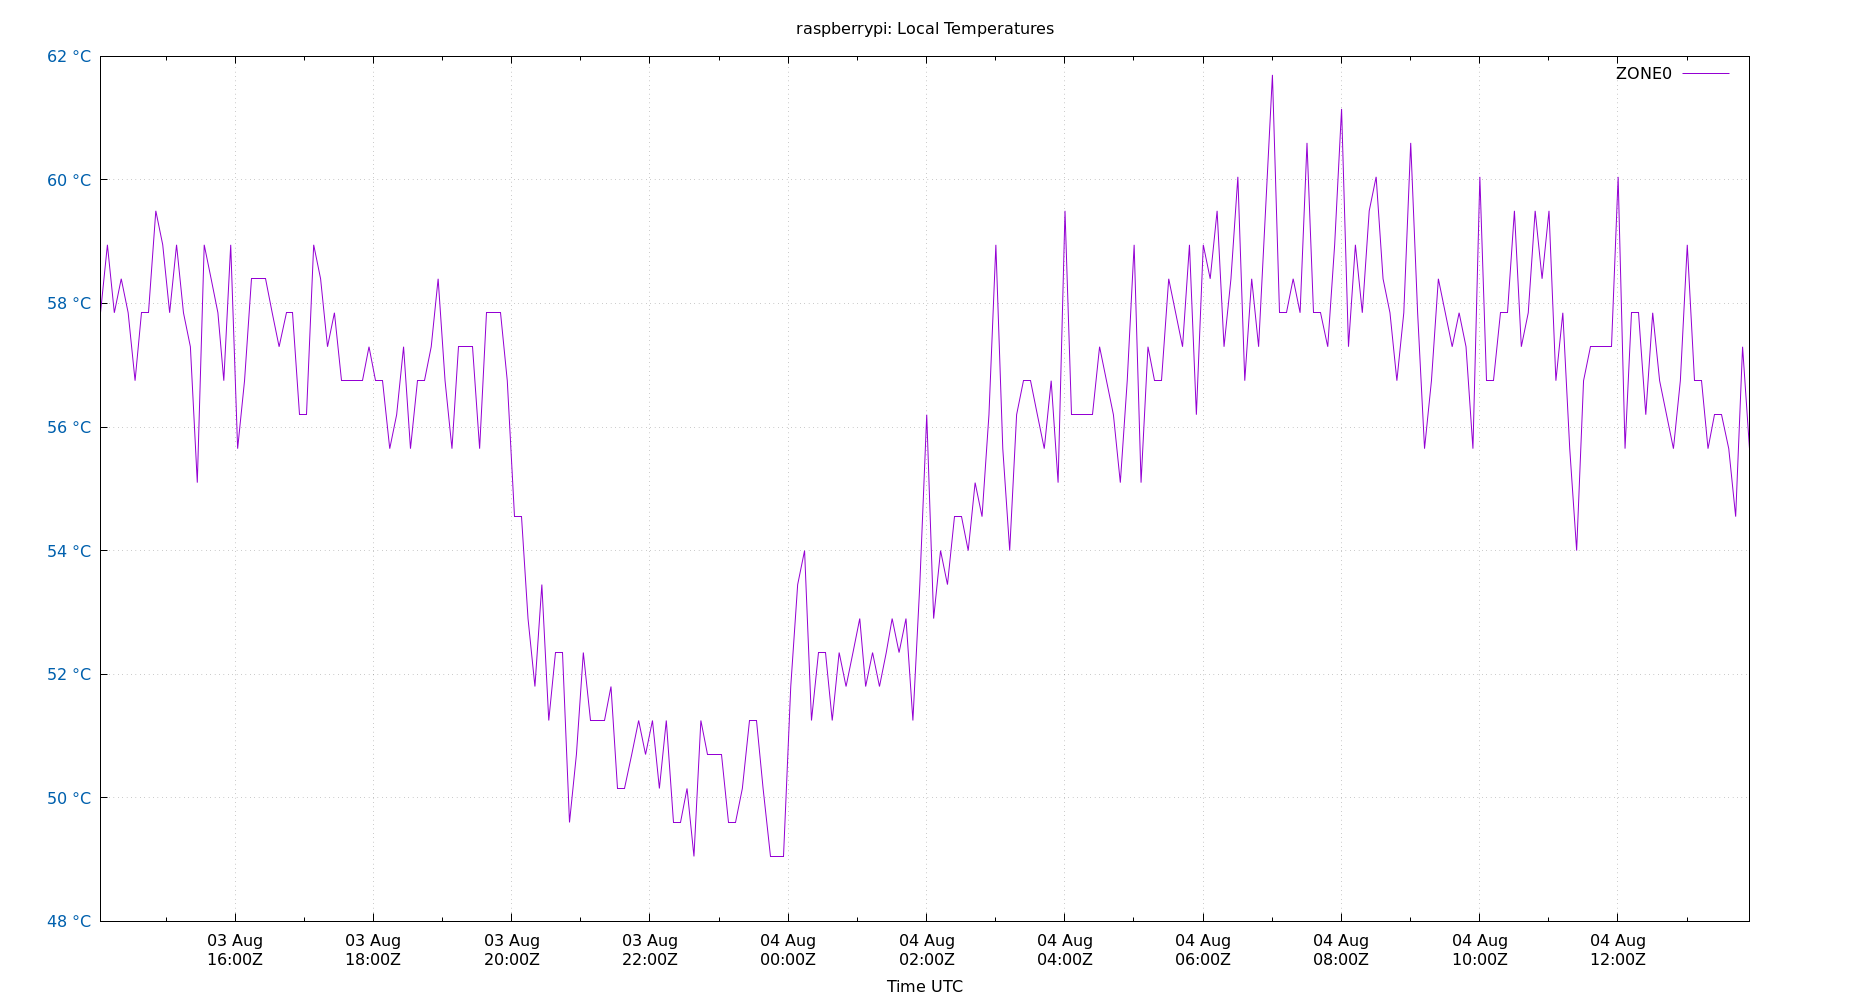 raspberrypi: Local Temperatures
62 °C
ZONE0
60 °C
58 °C
56 °C
54 °C
52 °C
50 °C
48 °C
03 Aug 03 Aug 03 Aug 03 Aug 04 Aug 04 Aug 04 Aug 04 Aug 04 Aug 04 Aug 04 Aug
16:00Z 18:00Z 20:00Z 22:00Z 00:00Z 02:00Z 04:00Z 06:00Z 08:00Z 10:00Z 12:00Z
Time UTC